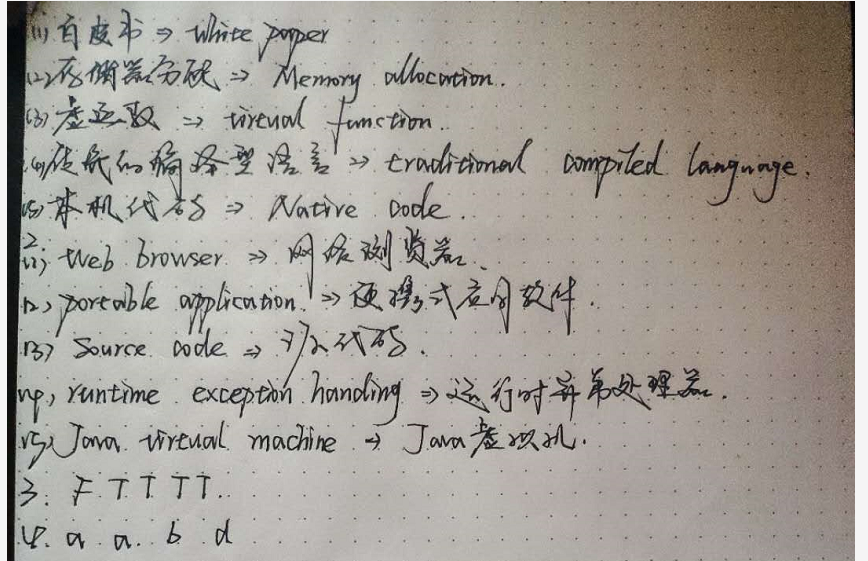 (1) 白皮书 ⇒ White paper
(2) 存储器分配 ⇒ Memory allocation.
(3) 虚函数 ⇒ virtual function.
(4) 传统的编译型语言 ⇒ traditional compiled language.
(5) 本机代码 ⇒ Native code.
2.
(1) Web browser ⇒ 网络浏览器.
(2) portable application. ⇒ 便携式应用软件.
(3) Source code ⇒ 源代码.
(4) runtime exception handing ⇒ 运行时异常处理器.
(5) Java virtual machine → Java虚拟机.
3. F T T T T.
4. a a. b d